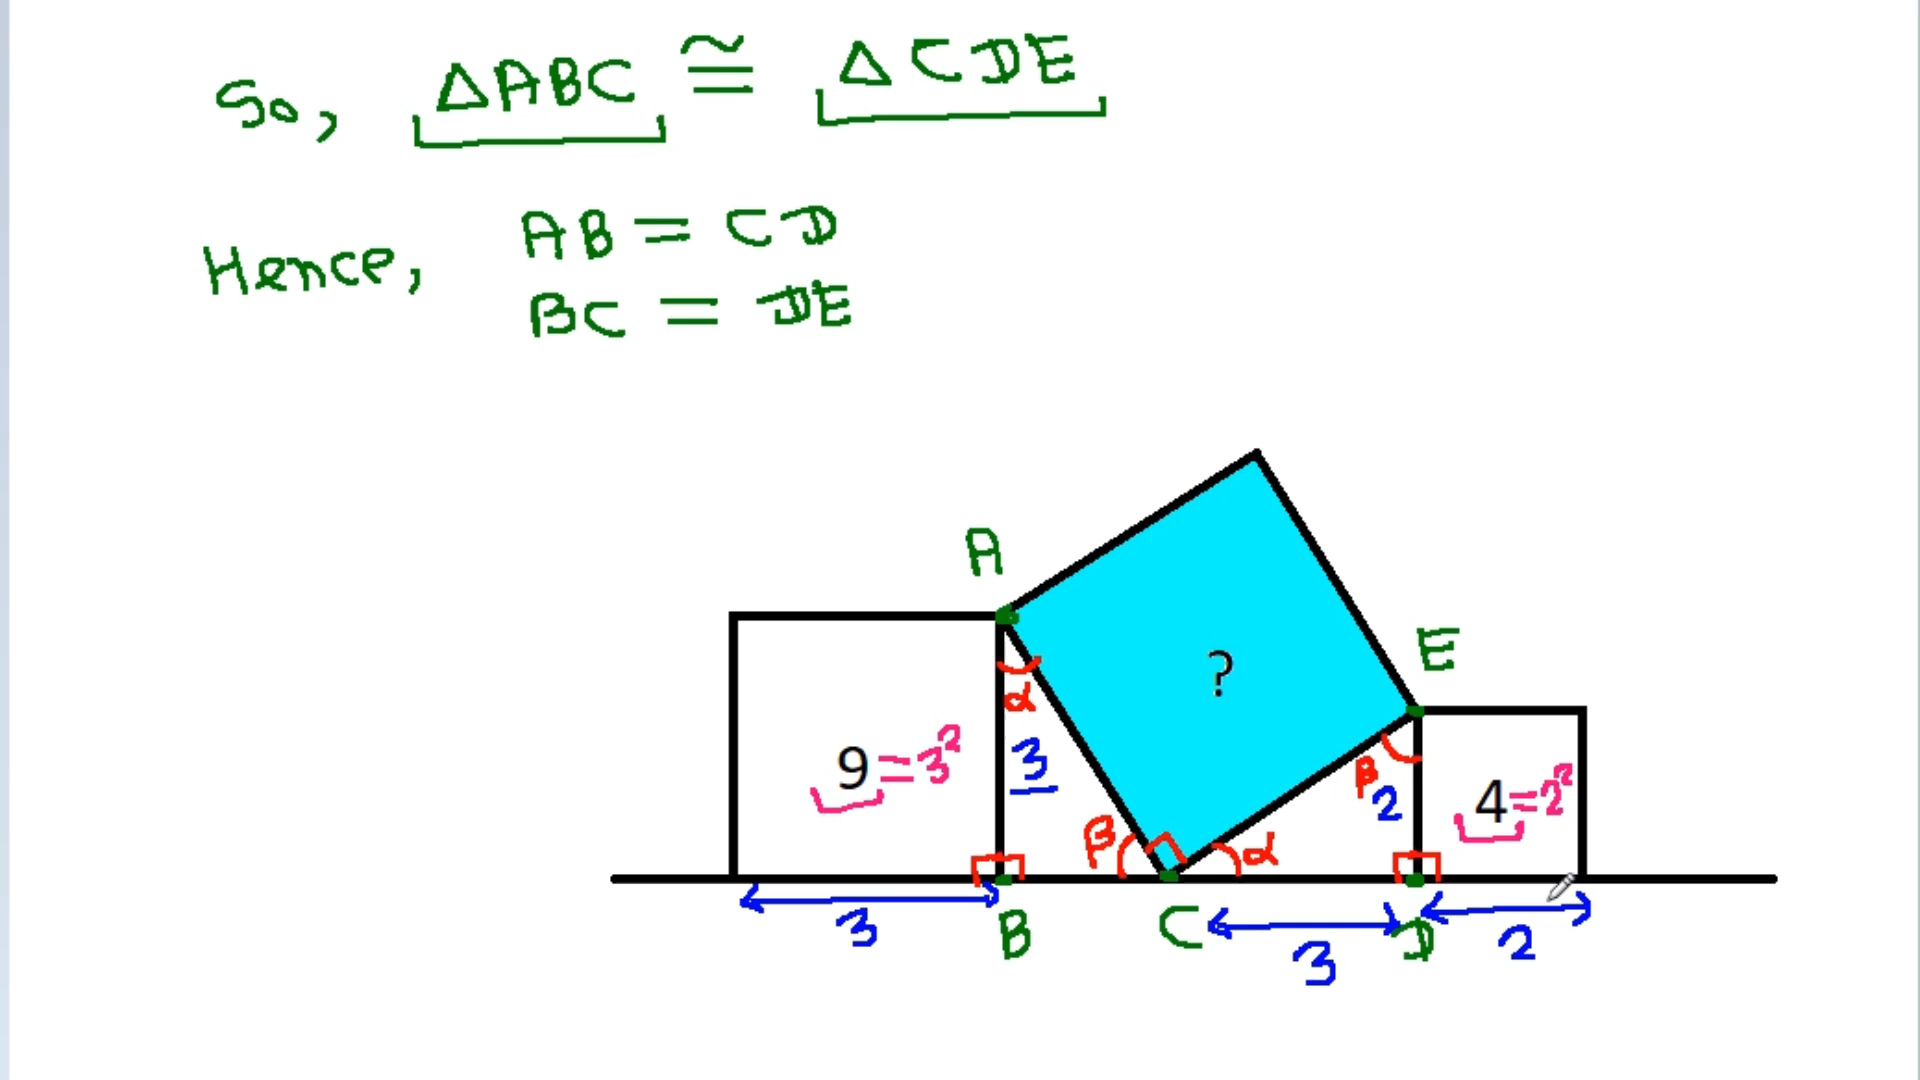 So, ΔABC ≅ ΔCDE
Hence, AB = CD
BC = DE
A
E
?
α
9 = 3²
3
β
2
4 = 2²
β
α
3
B
C
3
D
2